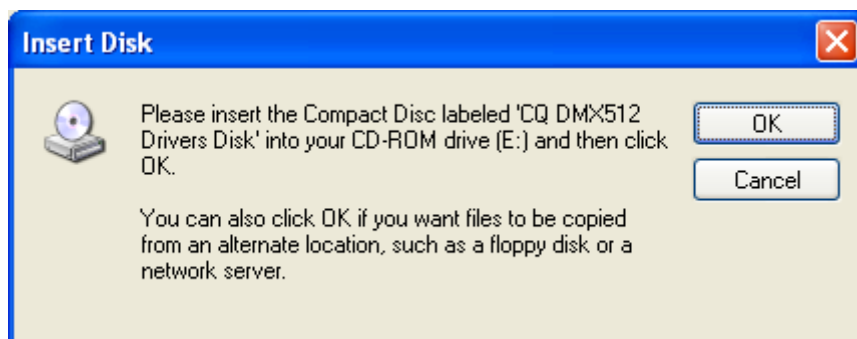 Insert Disk
Please insert the Compact Disc labeled 'CQ DMX512
Drivers Disk' into your CD-ROM drive (E:) and then click
OK.
You can also click OK if you want files to be copied
from an alternate location, such as a floppy disk or a
network server.
OK
Cancel